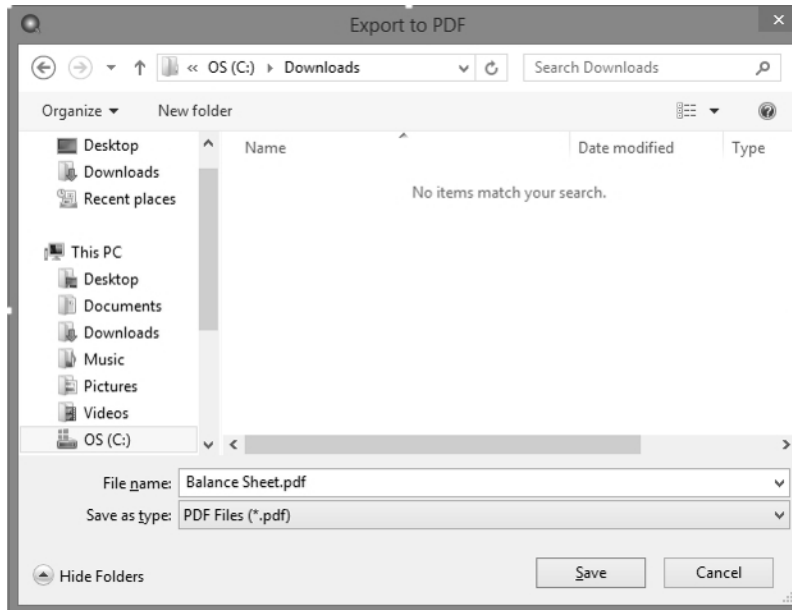 Export to PDF
« OS (C:) Downloads
Search Downloads
Organize
New folder
Name
Date modified
Type
No items match your search.
Desktop
Downloads
Recent places
This PC
Desktop
Documents
Downloads
Music
Pictures
Videos
OS (C:)
File name: Balance Sheet.pdf
Save as type: PDF Files (*.pdf)
Hide Folders
Save
Cancel